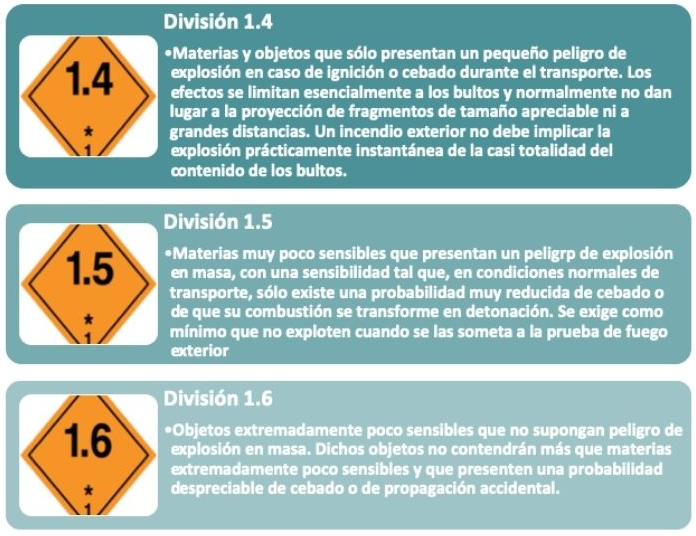 División 1.4
1.4
*
1
•Materias y objetos que sólo presentan un pequeño peligro de
explosión en caso de ignición o cebado durante el transporte. Los
efectos se limitan esencialmente a los bultos y normalmente no dan
lugar a la proyección de fragmentos de tamaño apreciable ni a
grandes distancias. Un incendio exterior no debe implicar la
explosión prácticamente instantánea de la casi totalidad del
contenido de los bultos.
División 1.5
1.5
*
1
•Materias muy poco sensibles que presentan un peligrp de explosión
en masa, con una sensibilidad tal que, en condiciones normales de
transporte, sólo existe una probabilidad muy reducida de cebado o
de que su combustión se transforme en detonación. Se exige como
mínimo que no exploten cuando se las someta a la prueba de fuego
exterior
División 1.6
1.6
*
1
•Objetos extremadamente poco sensibles que no supongan peligro de
explosión en masa. Dichos objetos no contendrán más que materias
extremadamente poco sensibles y que presenten una probabilidad
despreciable de cebado o de propagación accidental.